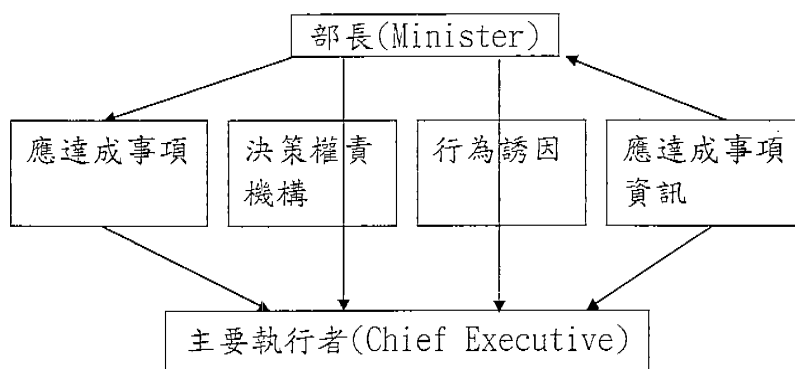 部長(Minister)
應達成事項
決策權責
機構
行為誘因
應達成事項
資訊
主要執行者(Chief Executive)